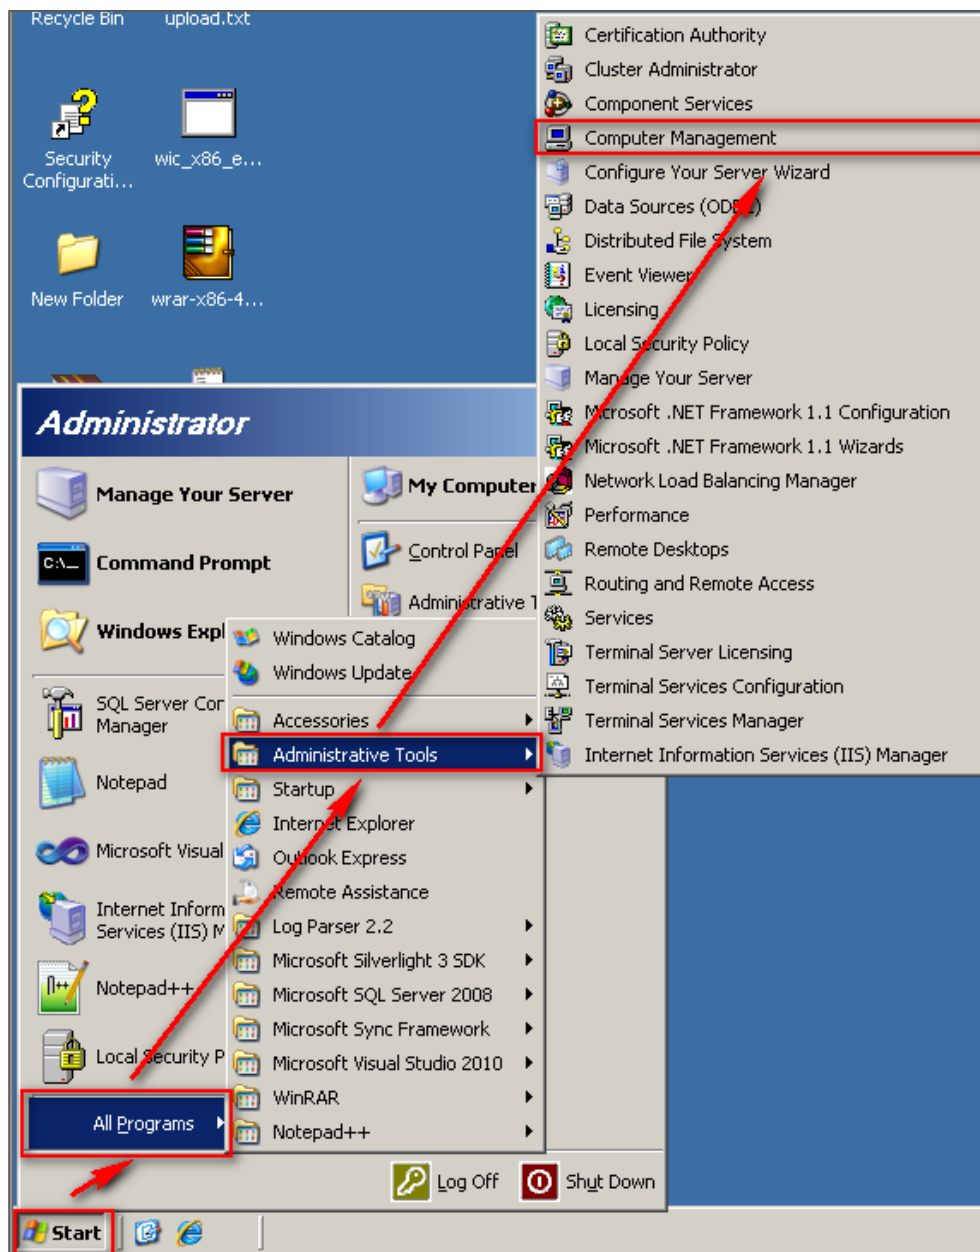 Recycle Bin
upload.txt
Security
Configurati...
wic_x86_e...
New Folder
wrar-x86-4...
Administrator
Manage Your Server
Command Prompt
Windows Expl
SQL Server Con
Manager
Notepad
Microsoft Visual
Internet Inform
Services (IIS) M
Notepad++
Local Security P
All Programs
My Computer
Control Panel
Administrative T
Windows Catalog
Windows Update
Accessories
Administrative Tools
Startup
Internet Explorer
Outlook Express
Remote Assistance
Log Parser 2.2
Microsoft Silverlight 3 SDK
Microsoft SQL Server 2008
Microsoft Sync Framework
Microsoft Visual Studio 2010
WinRAR
Notepad++
Certification Authority
Cluster Administrator
Component Services
Computer Management
Configure Your Server Wizard
Data Sources (ODBC)
Distributed File System
Event Viewer
Licensing
Local Security Policy
Manage Your Server
Microsoft .NET Framework 1.1 Configuration
Microsoft .NET Framework 1.1 Wizards
Network Load Balancing Manager
Performance
Remote Desktops
Routing and Remote Access
Services
Terminal Server Licensing
Terminal Services Configuration
Terminal Services Manager
Internet Information Services (IIS) Manager
Log Off
Shut Down
Start